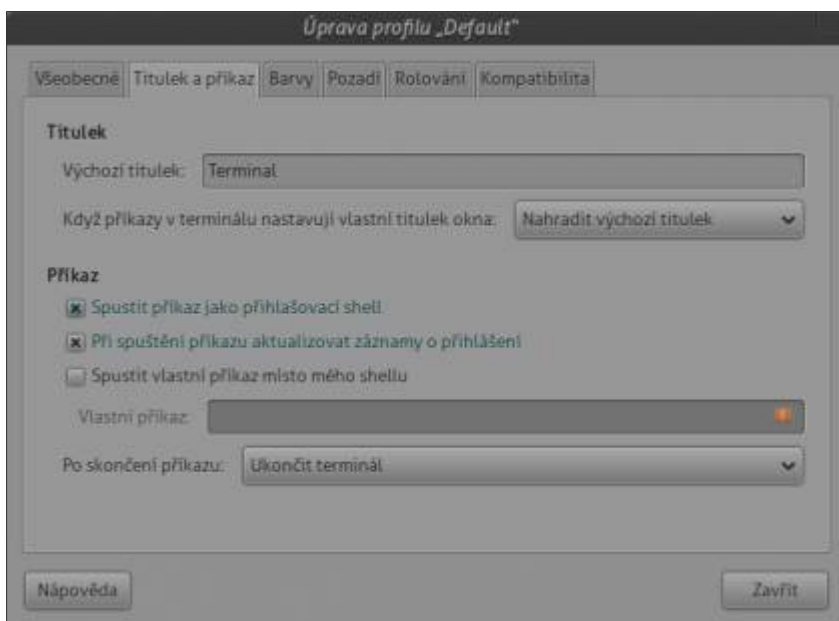 Úprava profilu „Default“
Všeobecné Titulek a příkaz Barvy Pozadí Rolování Kompatibilita
Titulek
Výchozí titulek: Terminal
Když příkazy v terminálu nastavují vlastní titulek okna: Nahradit výchozí titulek
Příkaz
Spustit příkaz jako přihlašovací shell
Při spuštění příkazu aktualizovat záznamy o přihlášení
Spustit vlastní příkaz místo mého shellu
Vlastní příkaz:
Po skončení příkazu: Ukončit terminál
Nápověda Zavřít